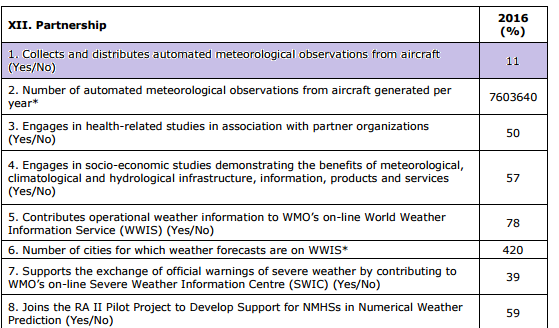 XII. Partnership
2016
(%)
1. Collects and distributes automated meteorological observations from aircraft
(Yes/No)
11
2. Number of automated meteorological observations from aircraft generated per
year*
7603640
3. Engages in health-related studies in association with partner organizations
(Yes/No)
50
4. Engages in socio-economic studies demonstrating the benefits of meteorological,
climatological and hydrological infrastructure, information, products and services
(Yes/No)
57
5. Contributes operational weather information to WMO's on-line World Weather
Information Service (WWIS) (Yes/No)
78
6. Number of cities for which weather forecasts are on WWIS*
420
7. Supports the exchange of official warnings of severe weather by contributing to
WMO's on-line Severe Weather Information Centre (SWIC) (Yes/No)
39
8. Joins the RA II Pilot Project to Develop Support for NMHSs in Numerical Weather
Prediction (Yes/No)
59